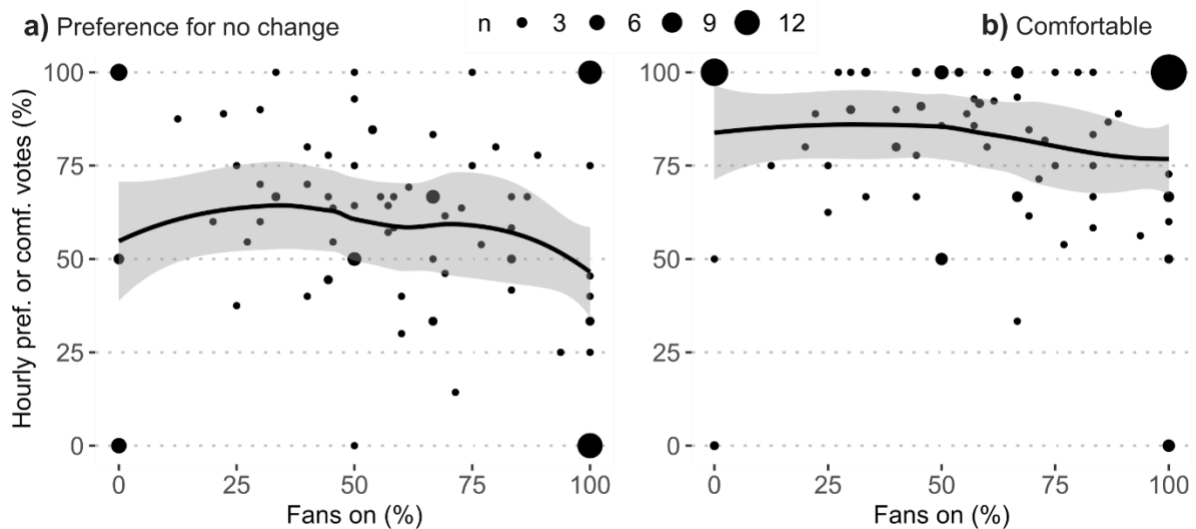 a) Preference for no change
n 3 6 9 12
b) Comfortable
Hourly pref. or comf. votes (%)
100
75
50
25
0
0 25 50 75 100
Fans on (%)
100
75
50
25
0
0 25 50 75 100
Fans on (%)